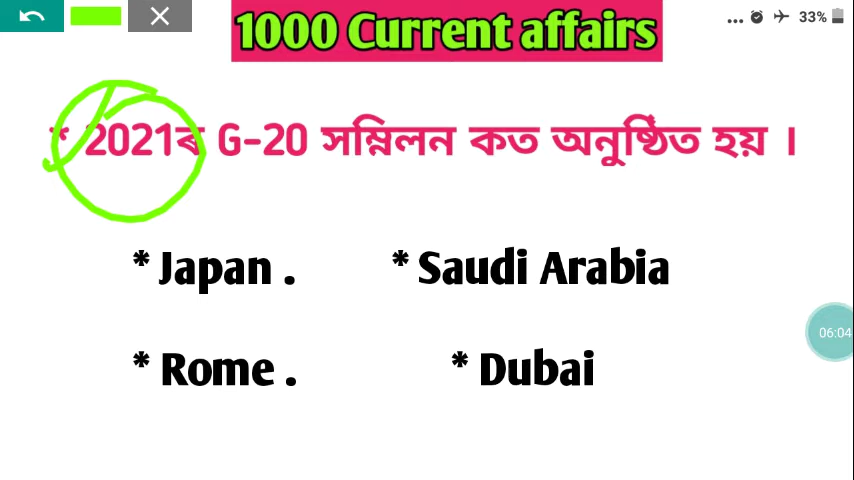 1000 Current affairs
... 33%
* 2021ৰ G-20 সন্মিলন কত অনুষ্ঠিত হয় ।
* Japan . * Saudi Arabia
06:04
* Rome . * Dubai